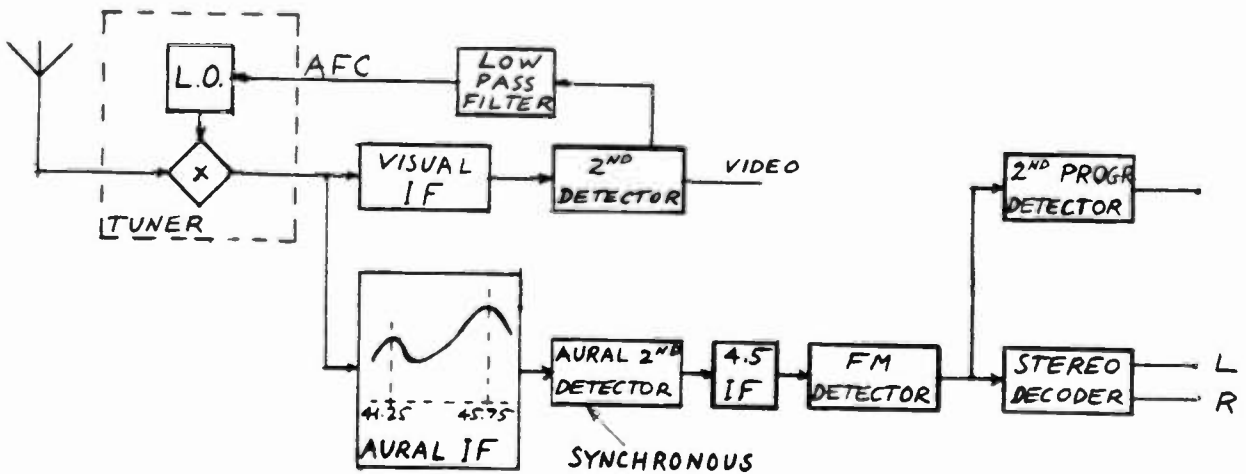 L.O.
AFC
LOW
PASS
FILTER
x
TUNER
VISUAL
IF
2ND
DETECTOR
VIDEO
2ND PROGR
DETECTOR
41.25
45.75
AURAL IF
AURAL 2ND
DETECTOR
SYNCHRONOUS
4.5
IF
FM
DETECTOR
STEREO
DECODER
L
R